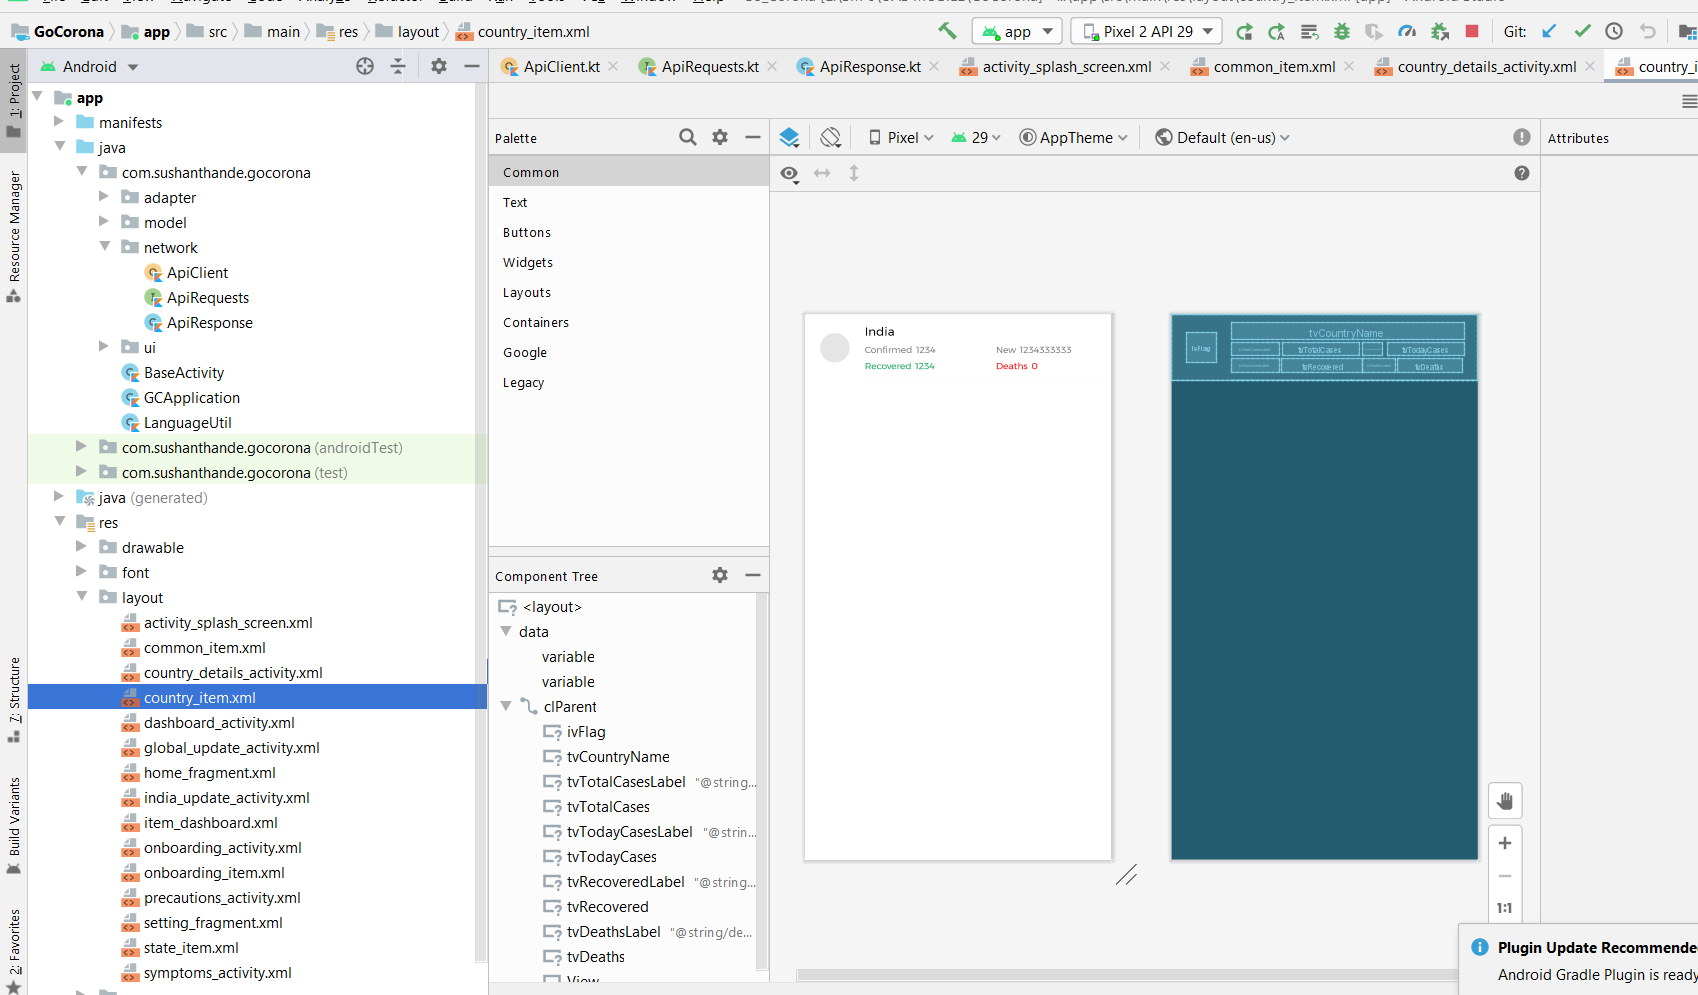 GoCorona app src main res layout country_item.xml app Pixel 2 API 29 Git:
1: Project
Resource Manager
7: Structure
Build Variants
2: Favorites
Android
ApiClient.kt ApiRequests.kt ApiResponse.kt activity_splash_screen.xml common_item.xml country_details_activity.xml country_i
app
manifests
java
com.sushanthande.gocorona
adapter
model
network
ApiClient
ApiRequests
ApiResponse
ui
BaseActivity
GCApplication
LanguageUtil
com.sushanthande.gocorona (androidTest)
com.sushanthande.gocorona (test)
java (generated)
res
drawable
font
layout
activity_splash_screen.xml
common_item.xml
country_details_activity.xml
country_item.xml
dashboard_activity.xml
global_update_activity.xml
home_fragment.xml
india_update_activity.xml
item_dashboard.xml
onboarding_activity.xml
onboarding_item.xml
precautions_activity.xml
setting_fragment.xml
state_item.xml
symptoms_activity.xml
Palette
Common
Text
Buttons
Widgets
Layouts
Containers
Google
Legacy
Component Tree
<layout>
data
variable
variable
clParent
ivFlag
tvCountryName
tvTotalCasesLabel "@string...
tvTotalCases
tvTodayCasesLabel "@strin...
tvTodayCases
tvRecoveredLabel "@string...
tvRecovered
tvDeathsLabel "@string/de...
tvDeaths
View
Pixel 29 AppTheme Default (en-us)
Attributes
India
Confirmed 1234 New 1234333333
Recovered 1234 Deaths 0
tvCountryName
ivFlag
tvTotalCases tvTodayCases
tvRecovered tvDeaths
1:1
Plugin Update Recommende
Android Gradle Plugin is ready